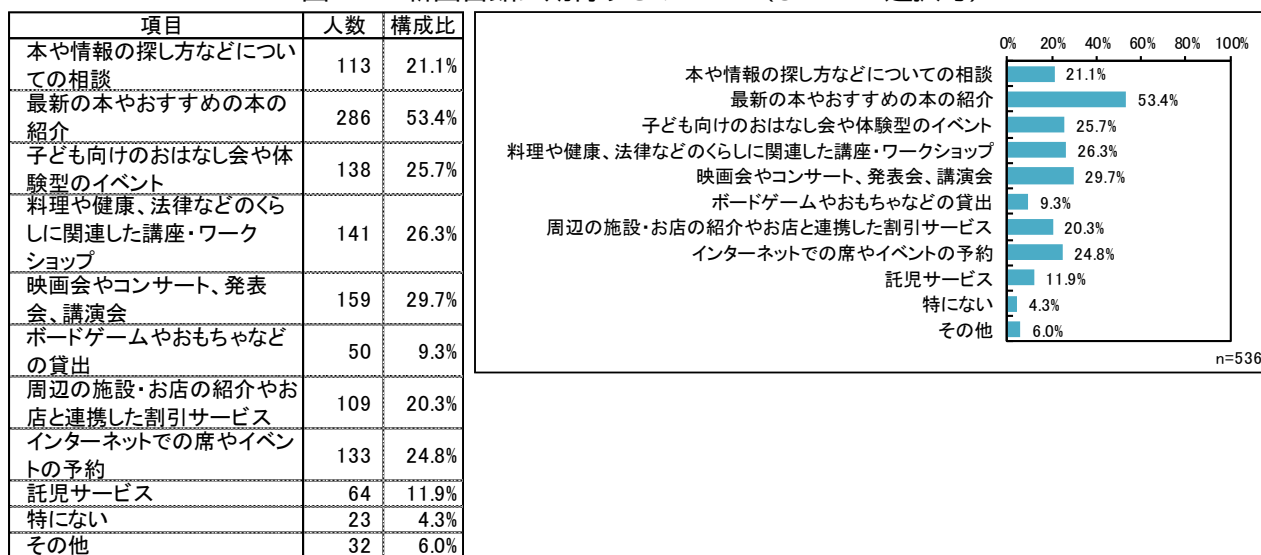 項目 人数 構成比
本や情報の探し方などについ
ての相談 113 21.1%
最新の本やおすすめの本の
紹介 286 53.4%
子ども向けのおはなし会や体
験型のイベント 138 25.7%
料理や健康、法律などのくら
しに関連した講座・ワーク
ショップ 141 26.3%
映画会やコンサート、発表
会、講演会 159 29.7%
ボードゲームやおもちゃなど
の貸出 50 9.3%
周辺の施設・お店の紹介やお
店と連携した割引サービス 109 20.3%
インターネットでの席やイベン
トの予約 133 24.8%
託児サービス 64 11.9%
特にない 23 4.3%
その他 32 6.0%
0% 20% 40% 60% 80% 100%
本や情報の探し方などについての相談 21.1%
最新の本やおすすめの本の紹介 53.4%
子ども向けのおはなし会や体験型のイベント 25.7%
料理や健康、法律などのくらしに関連した講座・ワークショップ 26.3%
映画会やコンサート、発表会、講演会 29.7%
ボードゲームやおもちゃなどの貸出 9.3%
周辺の施設・お店の紹介やお店と連携した割引サービス 20.3%
インターネットでの席やイベントの予約 24.8%
託児サービス 11.9%
特にない 4.3%
その他 6.0%
n=536